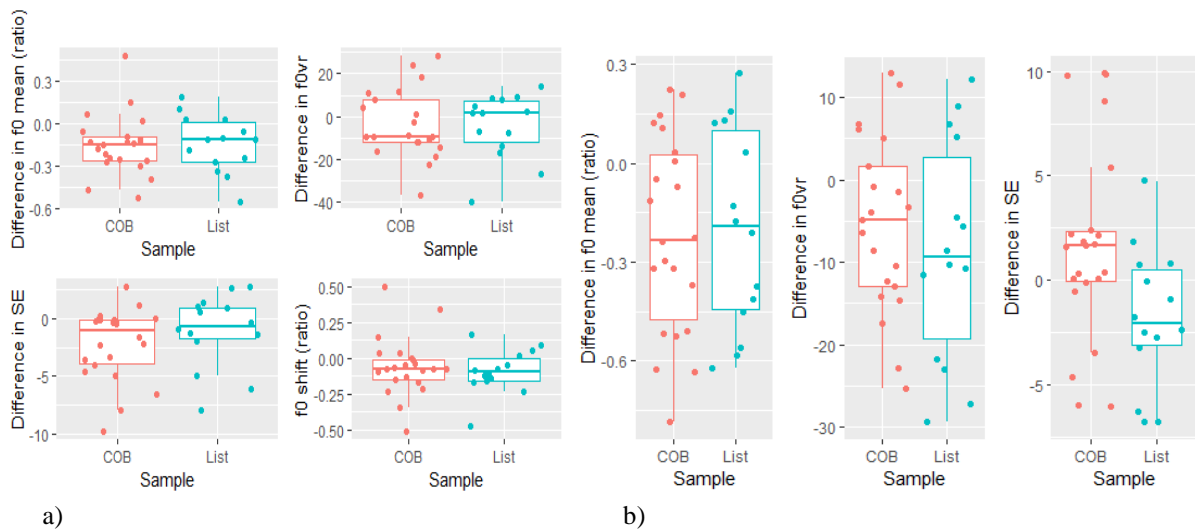 Difference in f0 mean (ratio)
0.3
0.0
-0.3
-0.6
COB
List
Sample
Difference in f0vr
20
0
-20
-40
COB
List
Sample
Difference in SE
0
-5
-10
COB
List
Sample
f0 shift (ratio)
0.50
0.25
0.00
-0.25
-0.50
COB
List
Sample
a)
Difference in f0 mean (ratio)
0.3
0.0
-0.3
-0.6
COB
List
Sample
Difference in f0vr
10
0
-10
-20
-30
COB
List
Sample
Difference in SE
10
5
0
-5
COB
List
Sample
b)